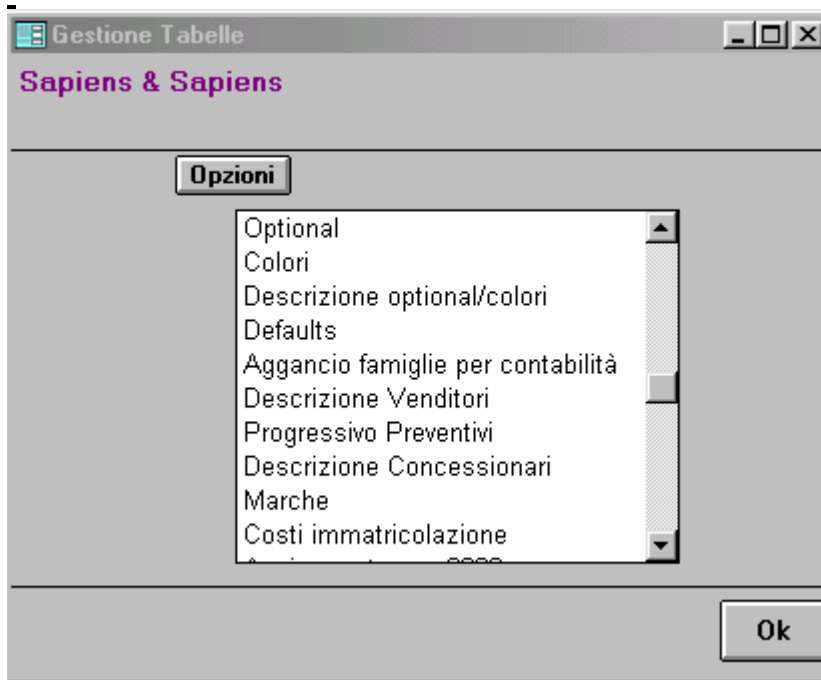 Gestione Tabelle
Sapiens & Sapiens
Opzioni
Optional
Colori
Descrizione optional/colori
Defaults
Aggancio famiglie per contabilità
Descrizione Venditori
Progressivo Preventivi
Descrizione Concessionari
Marche
Costi immatricolazione
Ok